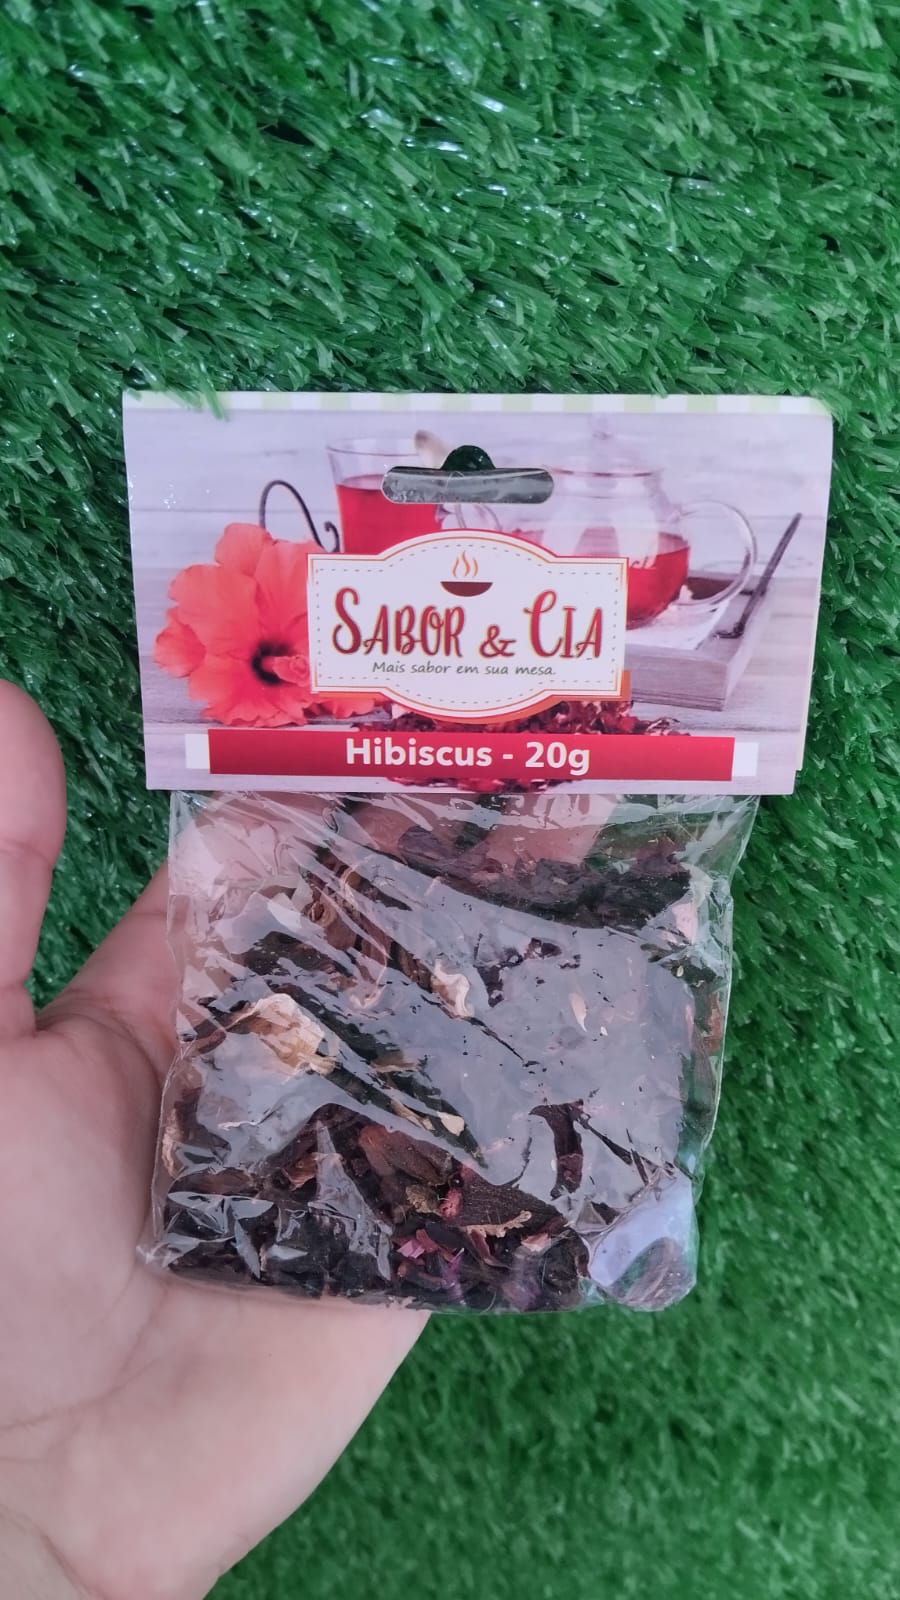 SABOR & CIA
Mais sabor em sua mesa.
Hibiscus - 20g